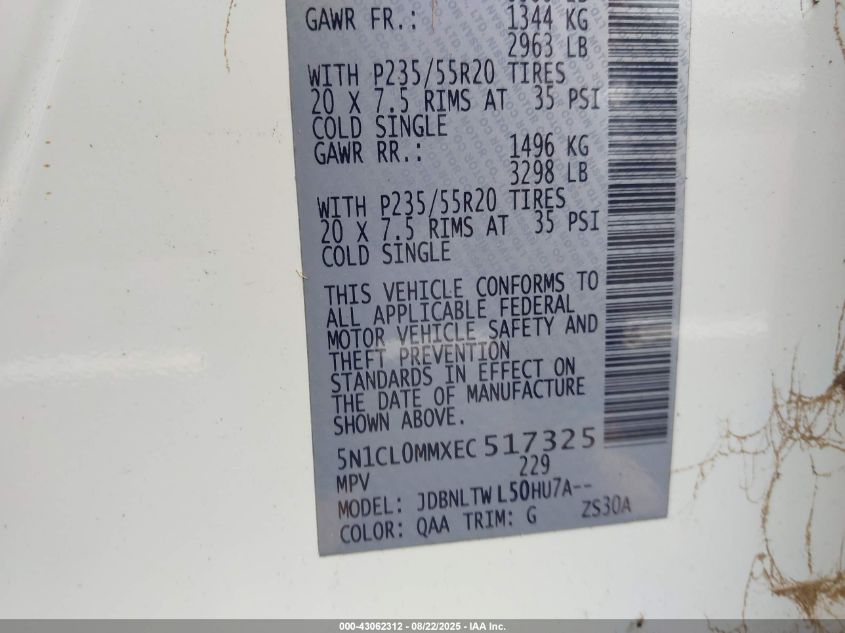 GAWR FR.: 1344 KG
2963 LB
WITH P235/55R20 TIRES
20 X 7.5 RIMS AT 35 PSI
COLD SINGLE
GAWR RR.: 1496 KG
3298 LB
WITH P235/55R20 TIRES
20 X 7.5 RIMS AT 35 PSI
COLD SINGLE
THIS VEHICLE CONFORMS TO
ALL APPLICABLE FEDERAL
MOTOR VEHICLE SAFETY AND
THEFT PREVENTION
STANDARDS IN EFFECT ON
THE DATE OF MANUFACTURE
SHOWN ABOVE.
5N1CL0MMXEC517325
MPV 229
MODEL: JDBNLTWL50HU7A--
COLOR: QAA TRIM: G ZS30A
000-43062312 - 08/22/2025 - IAA Inc.